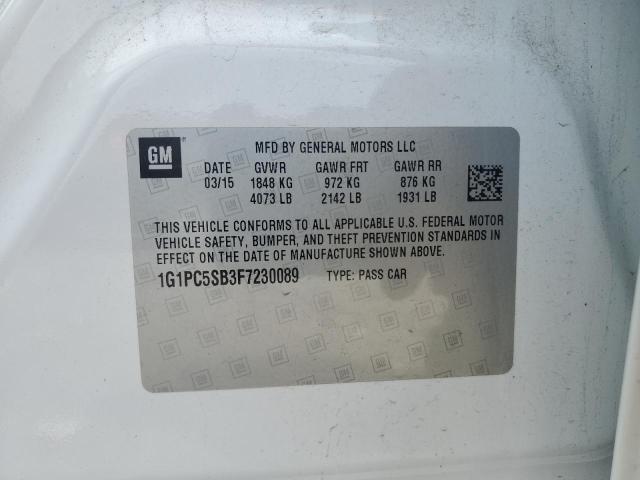 GM
MFD BY GENERAL MOTORS LLC
DATE GVWR GAWR FRT GAWR RR
03/15 1848 KG 972 KG 876 KG
4073 LB 2142 LB 1931 LB
THIS VEHICLE CONFORMS TO ALL APPLICABLE U.S. FEDERAL MOTOR
VEHICLE SAFETY, BUMPER, AND THEFT PREVENTION STANDARDS IN
EFFECT ON THE DATE OF MANUFACTURE SHOWN ABOVE.
1G1PC5SB3F7230089 TYPE: PASS CAR